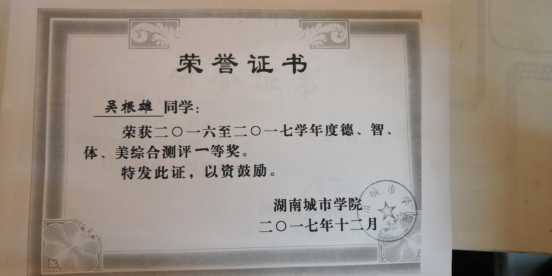 荣誉证书
吴根雄 同学：
荣获二〇一六至二〇一七学年度德、智、
体、美综合测评一等奖。
特发此证，以资鼓励。
湖南城市学院
二〇一七年十二月